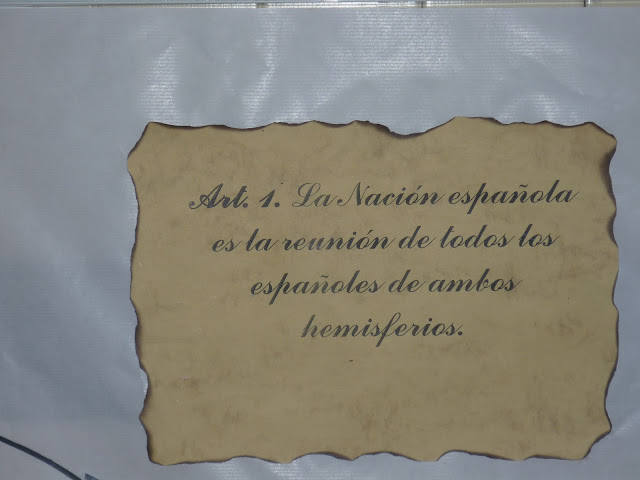 Art. 1. La Nación española
es la reunión de todos los
españoles de ambos
hemisferios.